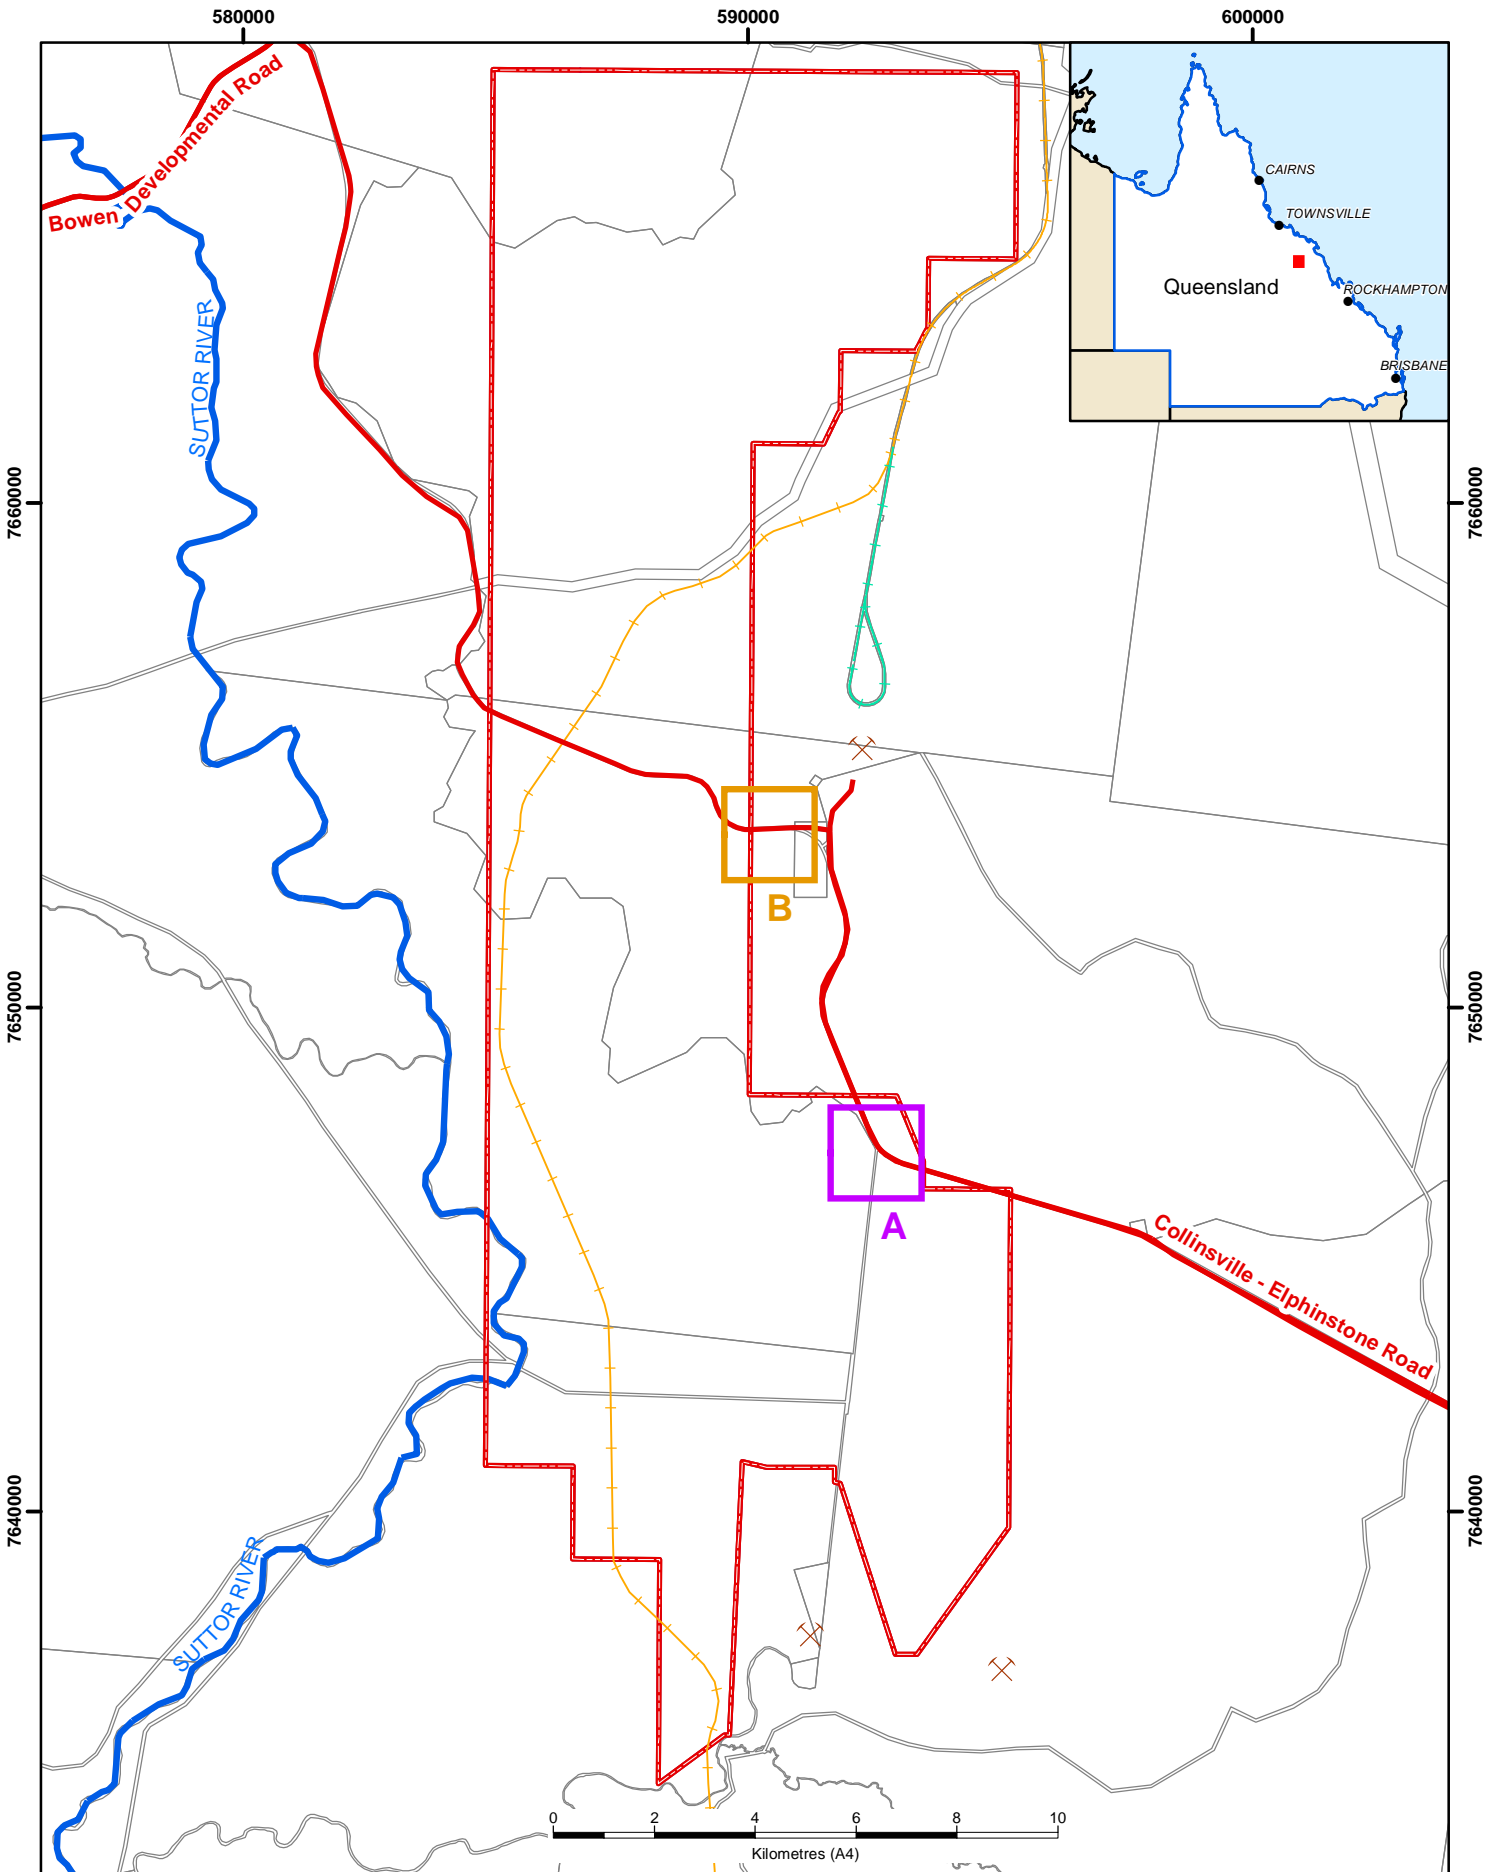 580000
590000
600000
Bowen Developmental Road
CAIRNS
TOWNSVILLE
Queensland
ROCKHAMPTON
BRISBANE
SUTTOR RIVER
7660000
7660000
B
7650000
7650000
A
Collinsville - Elphinstone Road
7640000
7640000
SUTTOR RIVER
0 2 4 6 8 10
Kilometres (A4)